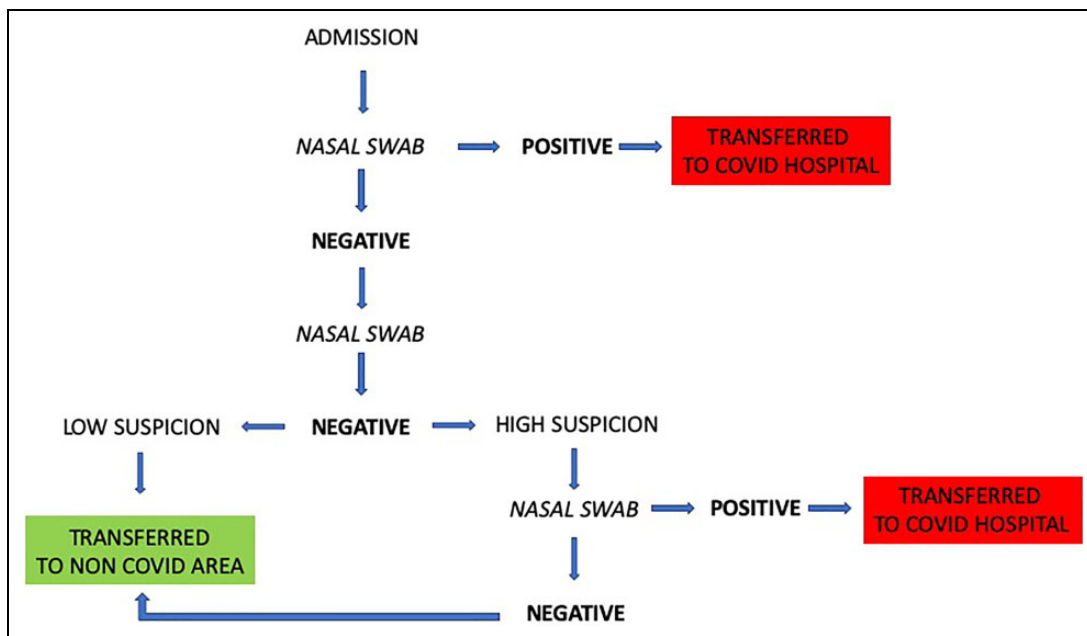 ADMISSION
NASAL SWAB
POSITIVE
TRANSFERRED
TO COVID HOSPITAL
NEGATIVE
NASAL SWAB
LOW SUSPICION
NEGATIVE
HIGH SUSPICION
NASAL SWAB
POSITIVE
TRANSFERRED
TO COVID HOSPITAL
TRANSFERRED
TO NON COVID AREA
NEGATIVE